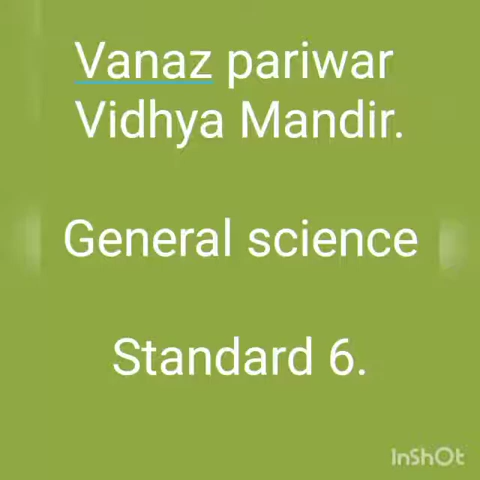 Vanaz pariwar
Vidhya Mandir.
General science
Standard 6.
InShOt